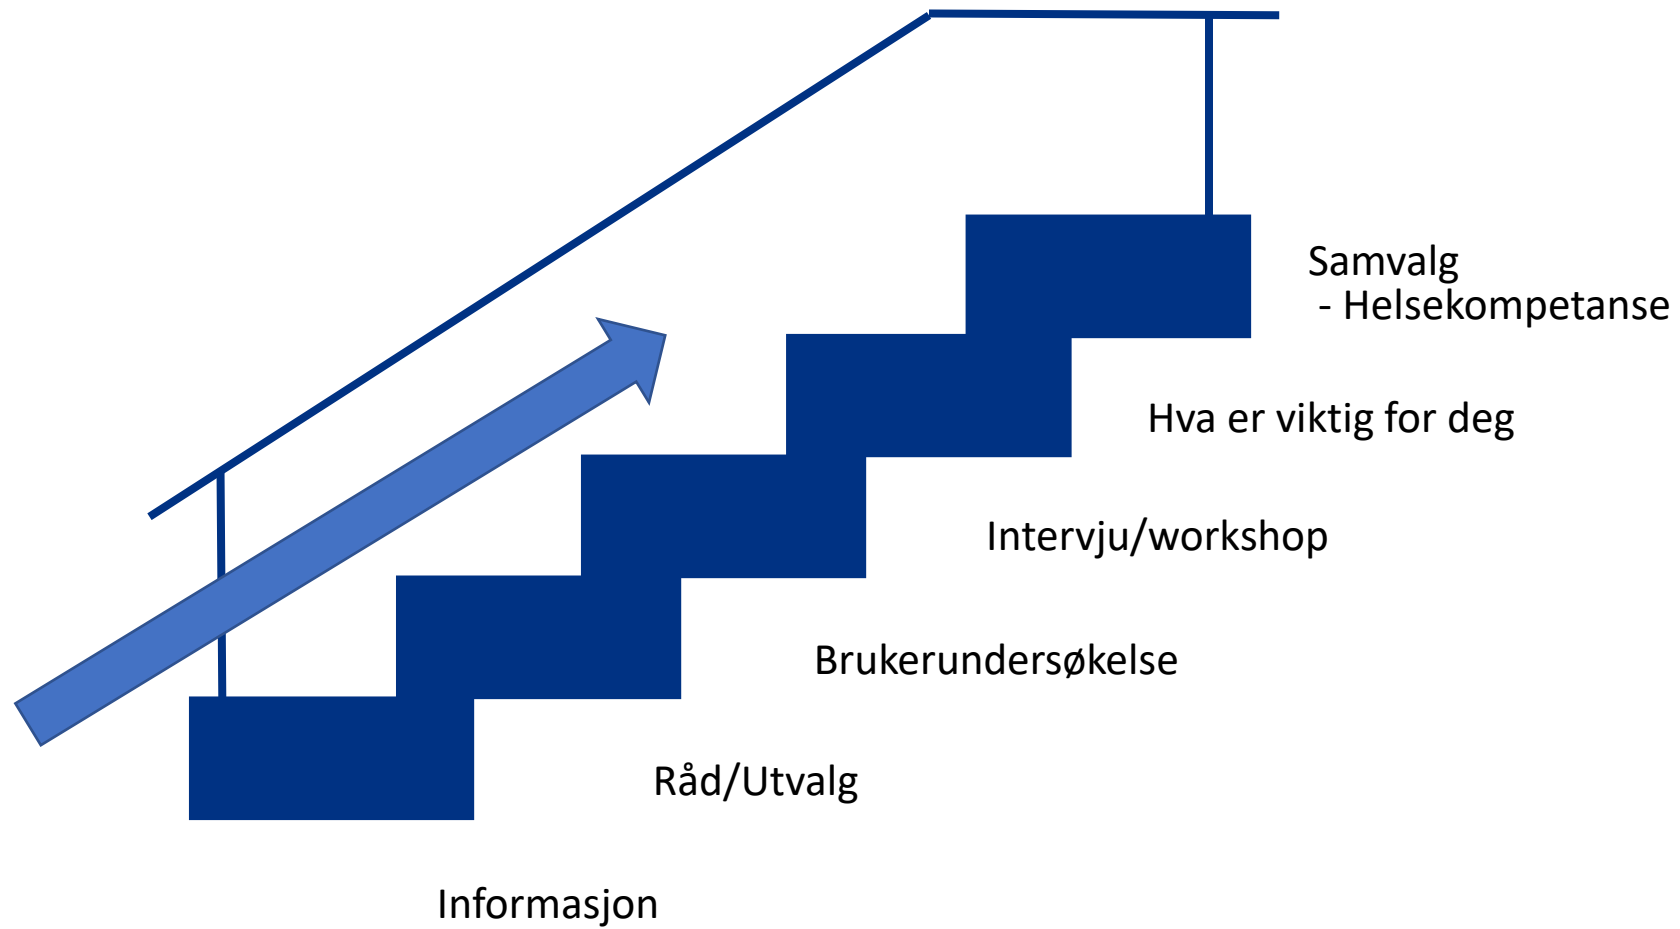 Samvalg
- Helsekompetanse
Hva er viktig for deg
Intervju/workshop
Brukerundersøkelse
Råd/Utvalg
Informasjon